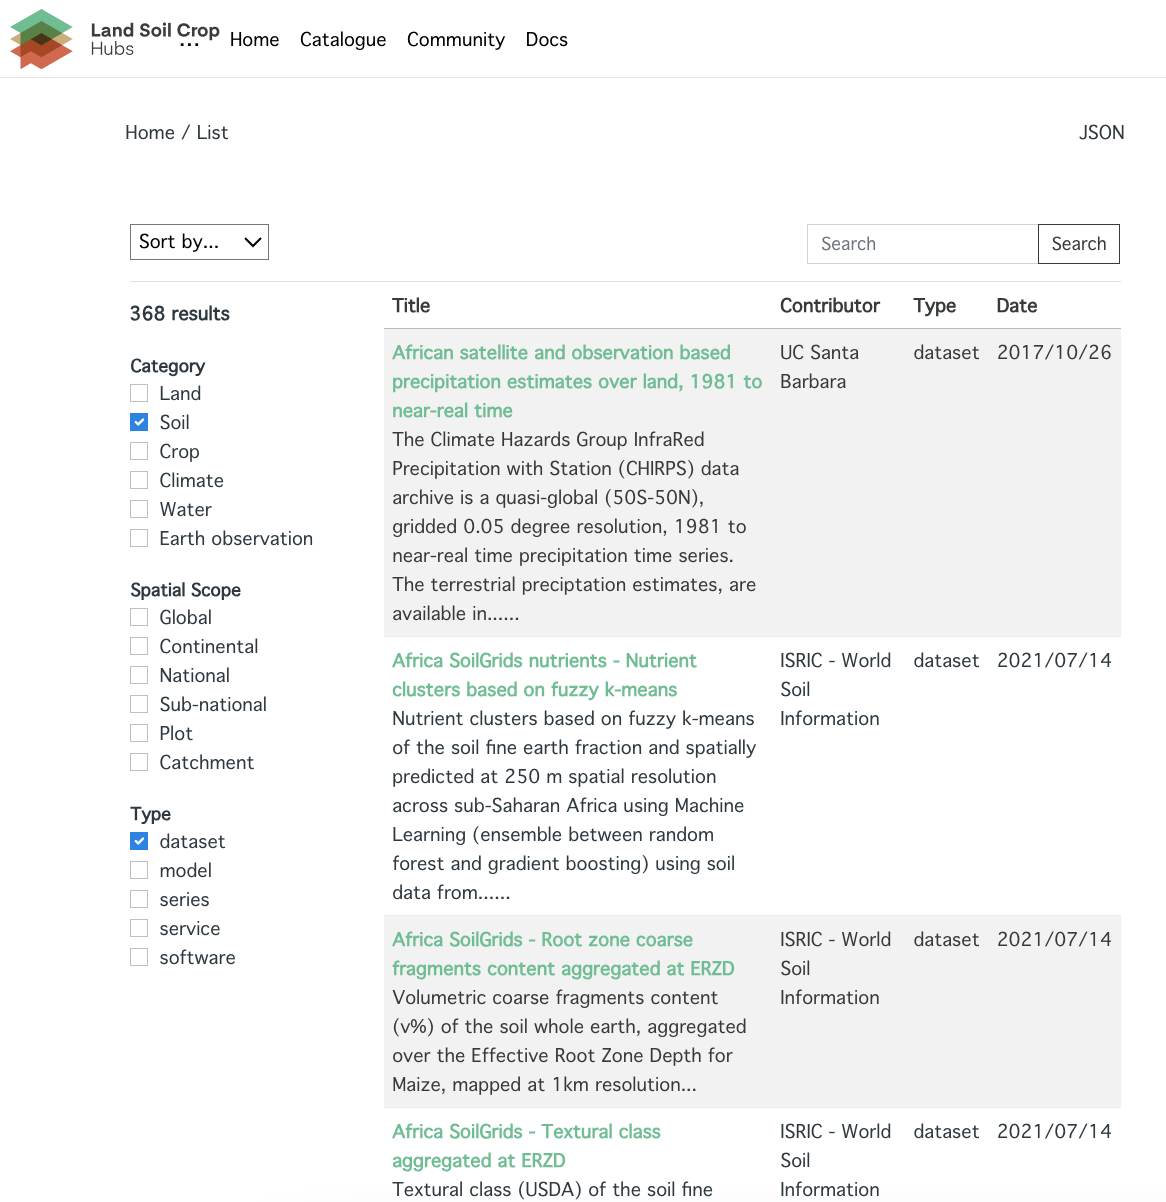 Land Soil Crop
Hubs
...
Home Catalogue Community Docs
Home / List
JSON
Sort by...
Search
Search
368 results
Category
Land
Soil
Crop
Climate
Water
Earth observation
Spatial Scope
Global
Continental
National
Sub-national
Plot
Catchment
Type
dataset
model
series
service
software
Title Contributor Type Date
African satellite and observation based
precipitation estimates over land, 1981 to
near-real time
The Climate Hazards Group InfraRed
Precipitation with Station (CHIRPS) data
archive is a quasi-global (50S-50N),
gridded 0.05 degree resolution, 1981 to
near-real time precipitation time series.
The terrestrial preciptation estimates, are
available in......
UC Santa
Barbara
dataset
2017/10/26
Africa SoilGrids nutrients - Nutrient
clusters based on fuzzy k-means
Nutrient clusters based on fuzzy k-means
of the soil fine earth fraction and spatially
predicted at 250 m spatial resolution
across sub-Saharan Africa using Machine
Learning (ensemble between random
forest and gradient boosting) using soil
data from......
ISRIC - World
Soil
Information
dataset
2021/07/14
Africa SoilGrids - Root zone coarse
fragments content aggregated at ERZD
Volumetric coarse fragments content
(v%) of the soil whole earth, aggregated
over the Effective Root Zone Depth for
Maize, mapped at 1km resolution...
ISRIC - World
Soil
Information
dataset
2021/07/14
Africa SoilGrids - Textural class
aggregated at ERZD
Textural class (USDA) of the soil fine
ISRIC - World
Soil
Information
dataset
2021/07/14